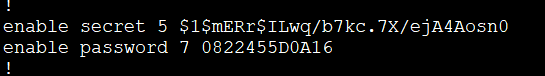 !
enable secret 5 $1$mERr$ILwq/b7kc.7X/ejA4Aosn0
enable password 7 0822455D0A16
!